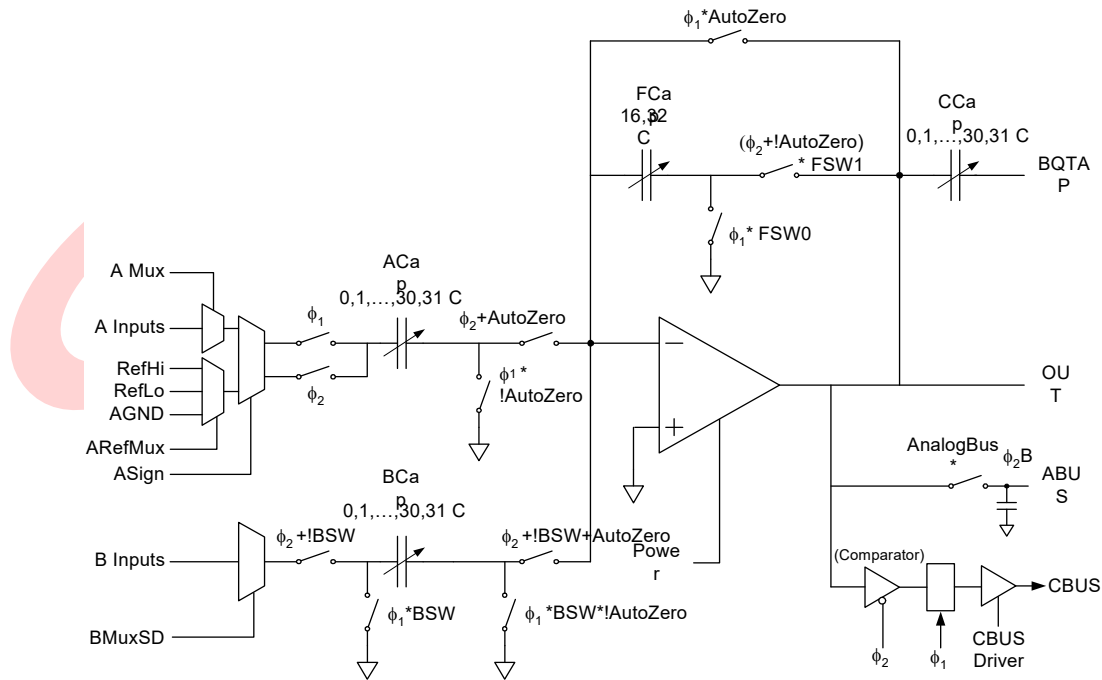 ϕ1*AutoZero
FCa
p
16,32
C
CCa
p
0,1,…,30,31 C
(ϕ2+!AutoZero)
* FSW1
BQTA
P
ϕ1* FSW0
A Mux
ACa
p
0,1,…,30,31 C
ϕ1
ϕ2+AutoZero
A Inputs
RefHi
RefLo
AGND
ϕ2
ϕ1 *
!AutoZero
OU
T
ARefMux
ASign
AnalogBus
*
ϕ2B
ABU
S
BCa
p
0,1,…,30,31 C
ϕ2+!BSW
ϕ2+!BSW+AutoZero
B Inputs
Powe
r
(Comparator)
CBUS
ϕ1*BSW
ϕ1*BSW*!AutoZero
BMuxSD
ϕ2
ϕ1
CBUS
Driver